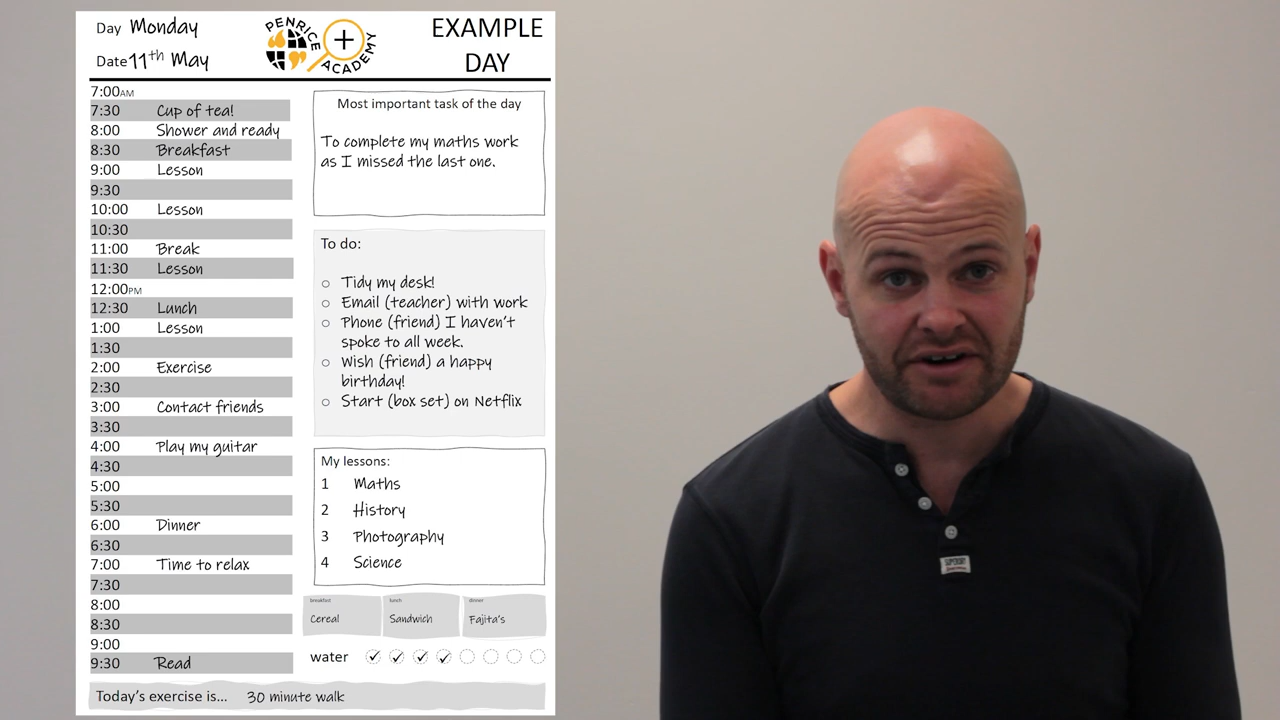 Day Monday
Date 11th May
PENRICE ACADEMY
EXAMPLE
DAY
7:00AM
7:30 Cup of tea!
8:00 Shower and ready
8:30 Breakfast
9:00 Lesson
9:30
10:00 Lesson
10:30
11:00 Break
11:30 Lesson
12:00PM
12:30 Lunch
1:00 Lesson
1:30
2:00 Exercise
2:30
3:00 Contact friends
3:30
4:00 Play my guitar
4:30
5:00
5:30
6:00 Dinner
6:30
7:00 Time to relax
7:30
8:00
8:30
9:00
9:30 Read
Most important task of the day
To complete my maths work
as I missed the last one.
To do:
Tidy my desk!
Email (teacher) with work
Phone (friend) I haven't
spoke to all week.
Wish (friend) a happy
birthday!
Start (box set) on Netflix
My lessons:
1 Maths
2 History
3 Photography
4 Science
breakfast
Cereal
lunch
Sandwich
dinner
Fajita's
water
Today's exercise is... 30 minute walk
SUPERDRY